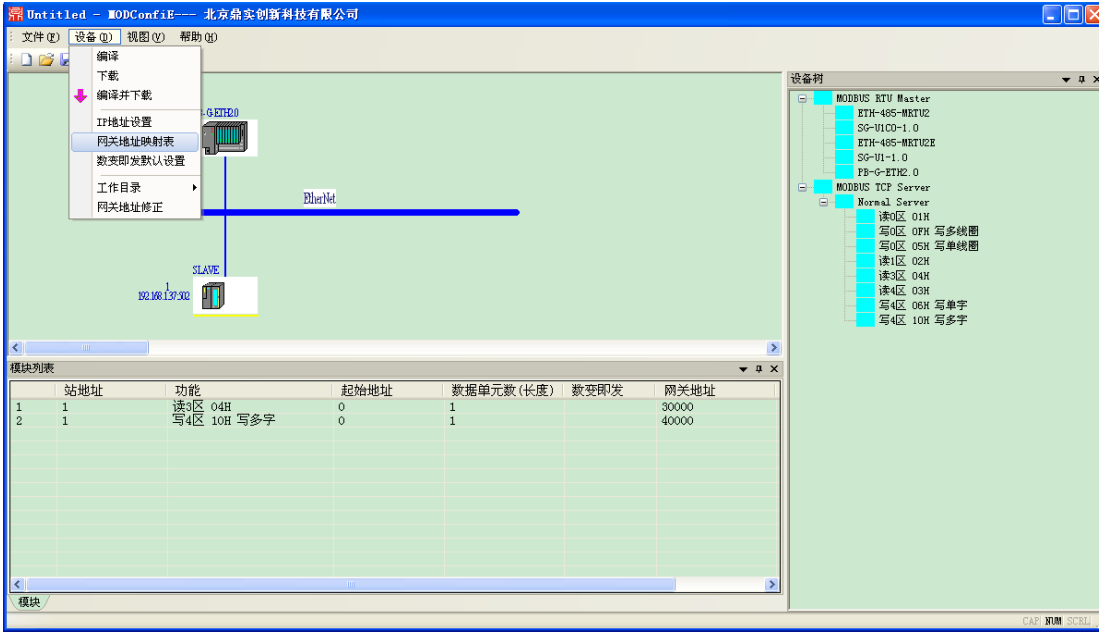 Untitled - MODConfiE--- 北京鼎实创新科技有限公司
文件(F) 设备(D) 视图(V) 帮助(H)
编译
下载
编译并下载
IP地址设置
网关地址映射表
数变即发默认设置
工作目录
网关地址修正
-G-ETH20
EtherNet
SLAVE
1
192.168.1.37:502
设备树
MODBUS RTU Master
ETH-485-MRTU2
SG-U1CO-1.0
ETH-485-MRTU2E
SG-U1-1.0
PB-G-ETH2.0
MODBUS TCP Server
Normal Server
读0区 01H
写0区 0FH 写多线圈
写0区 05H 写单线圈
读1区 02H
读3区 04H
读4区 03H
写4区 06H 写单字
写4区 10H 写多字
模块列表
站地址 功能 起始地址 数据单元数(长度) 数变即发 网关地址
1 1 读3区 04H 0 1 30000
2 1 写4区 10H 写多字 0 1 40000
模块
CAP NUM SCRL